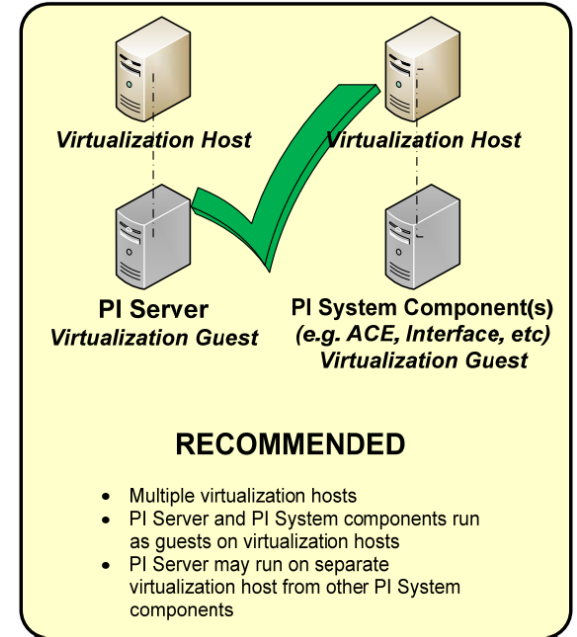 Virtualization Host
Virtualization Host
PI Server
Virtualization Guest
PI System Component(s)
(e.g. ACE, Interface, etc)
Virtualization Guest
RECOMMENDED
• Multiple virtualization hosts
• PI Server and PI System components run
as guests on virtualization hosts
• PI Server may run on separate
virtualization host from other PI System
components